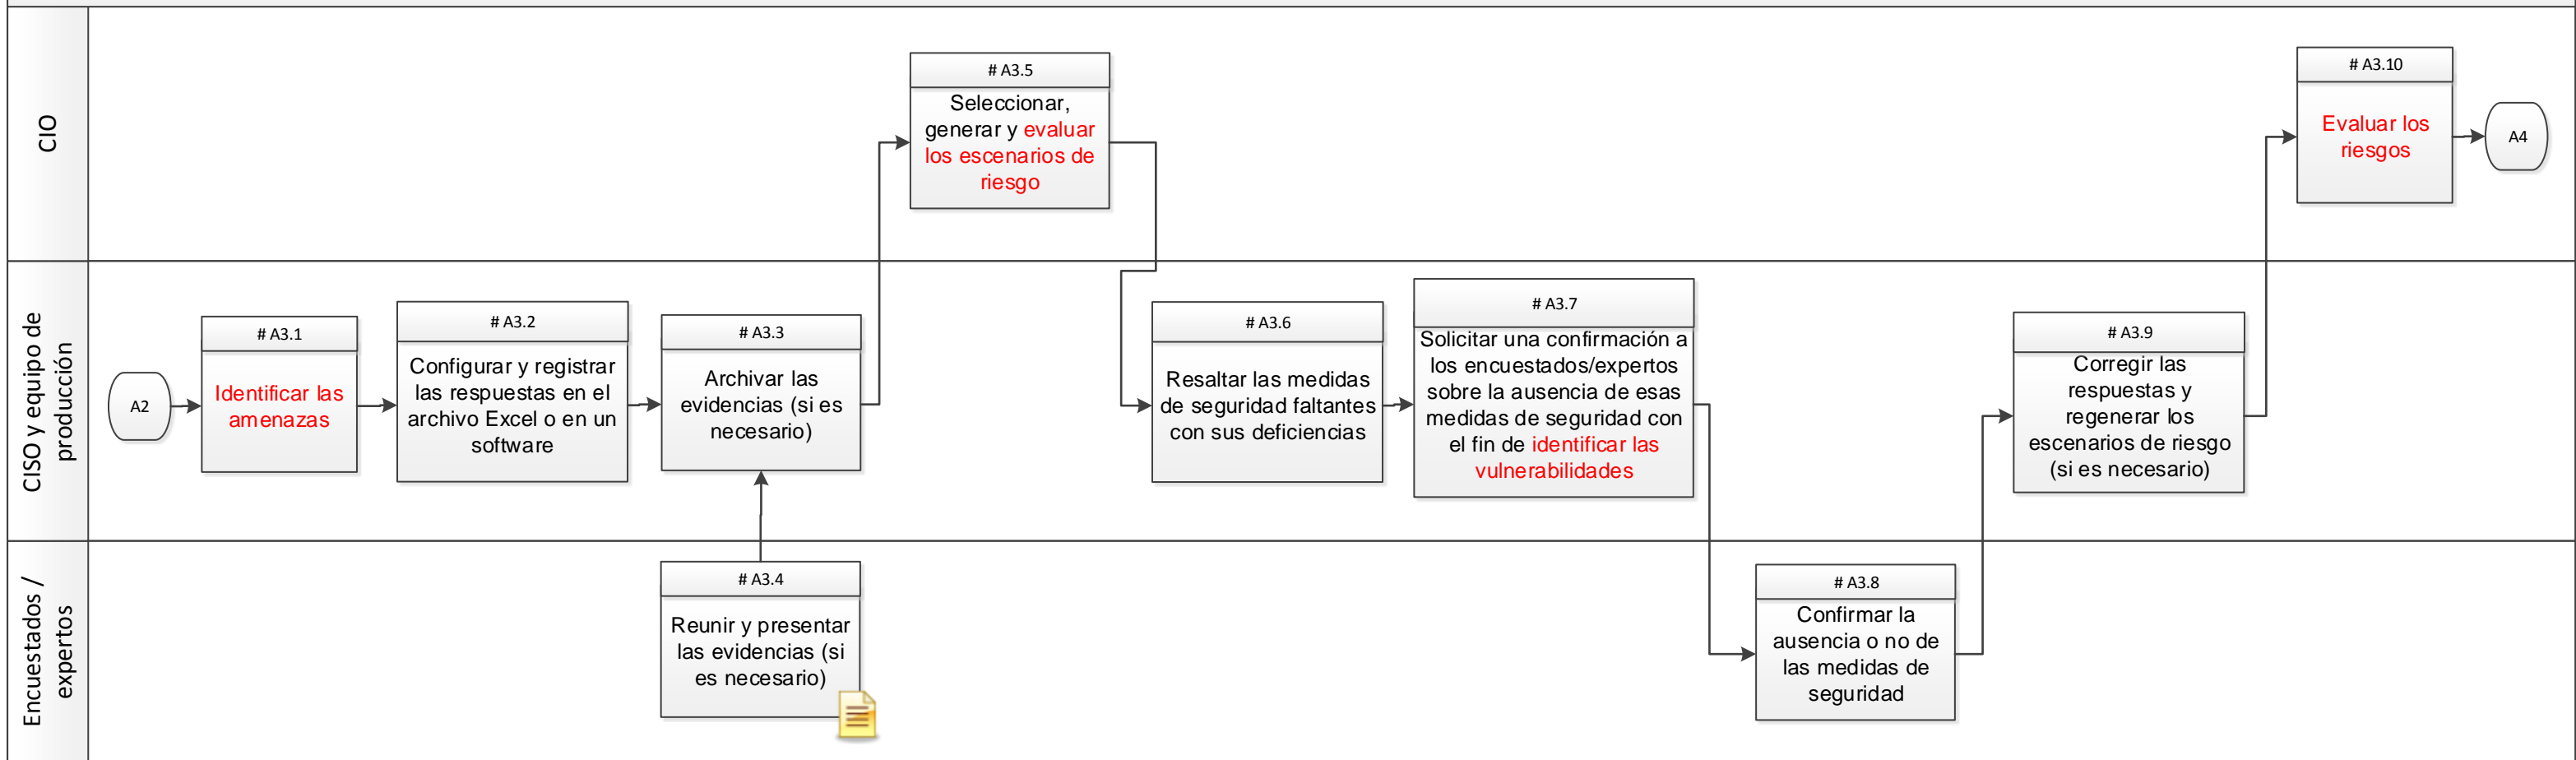 CIO
# A3.5
Seleccionar,
generar y evaluar
los escenarios de
riesgo
# A3.10
Evaluar los
riesgos
A4
CISO y equipo de
producción
A2
# A3.1
Identificar las
amenazas
# A3.2
Configurar y registrar
las respuestas en el
archivo Excel o en un
software
# A3.3
Archivar las
evidencias (si es
necesario)
# A3.6
Resaltar las medidas
de seguridad faltantes
con sus deficiencias
# A3.7
Solicitar una confirmación a
los encuestados/expertos
sobre la ausencia de esas
medidas de seguridad con
el fin de identificar las
vulnerabilidades
# A3.9
Corregir las
respuestas y
regenerar los
escenarios de riesgo
(si es necesario)
Encuestados /
expertos
# A3.4
Reunir y presentar
las evidencias (si
es necesario)
# A3.8
Confirmar la
ausencia o no de
las medidas de
seguridad